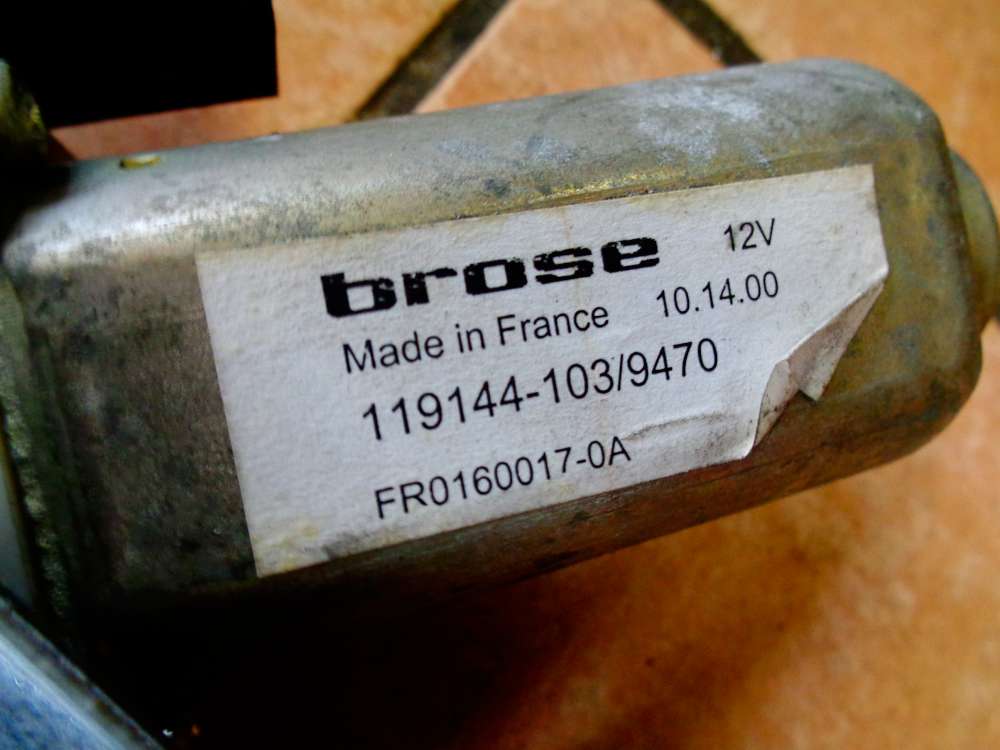 brose 12V
Made in France 10.14.00
119144-103/9470
FR0160017-0A